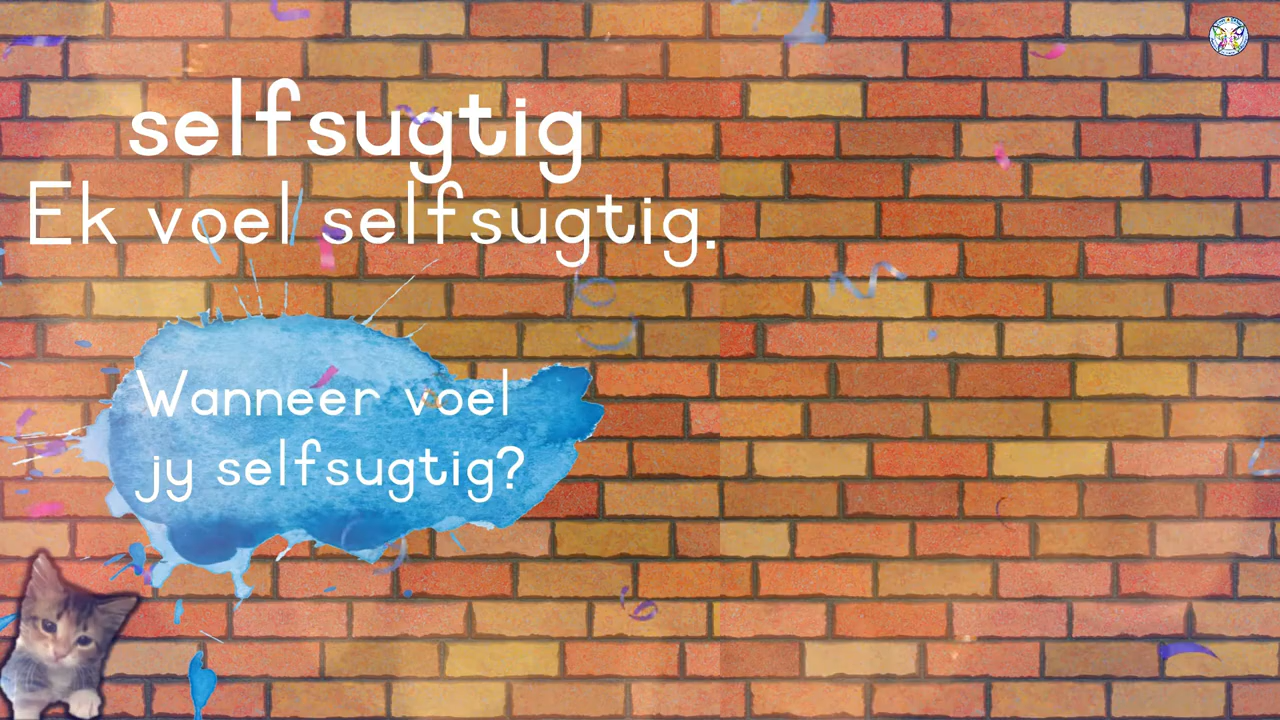 selfsugtig
Ek voel selfsugtig.
Wanneer voel
jy selfsugtig?